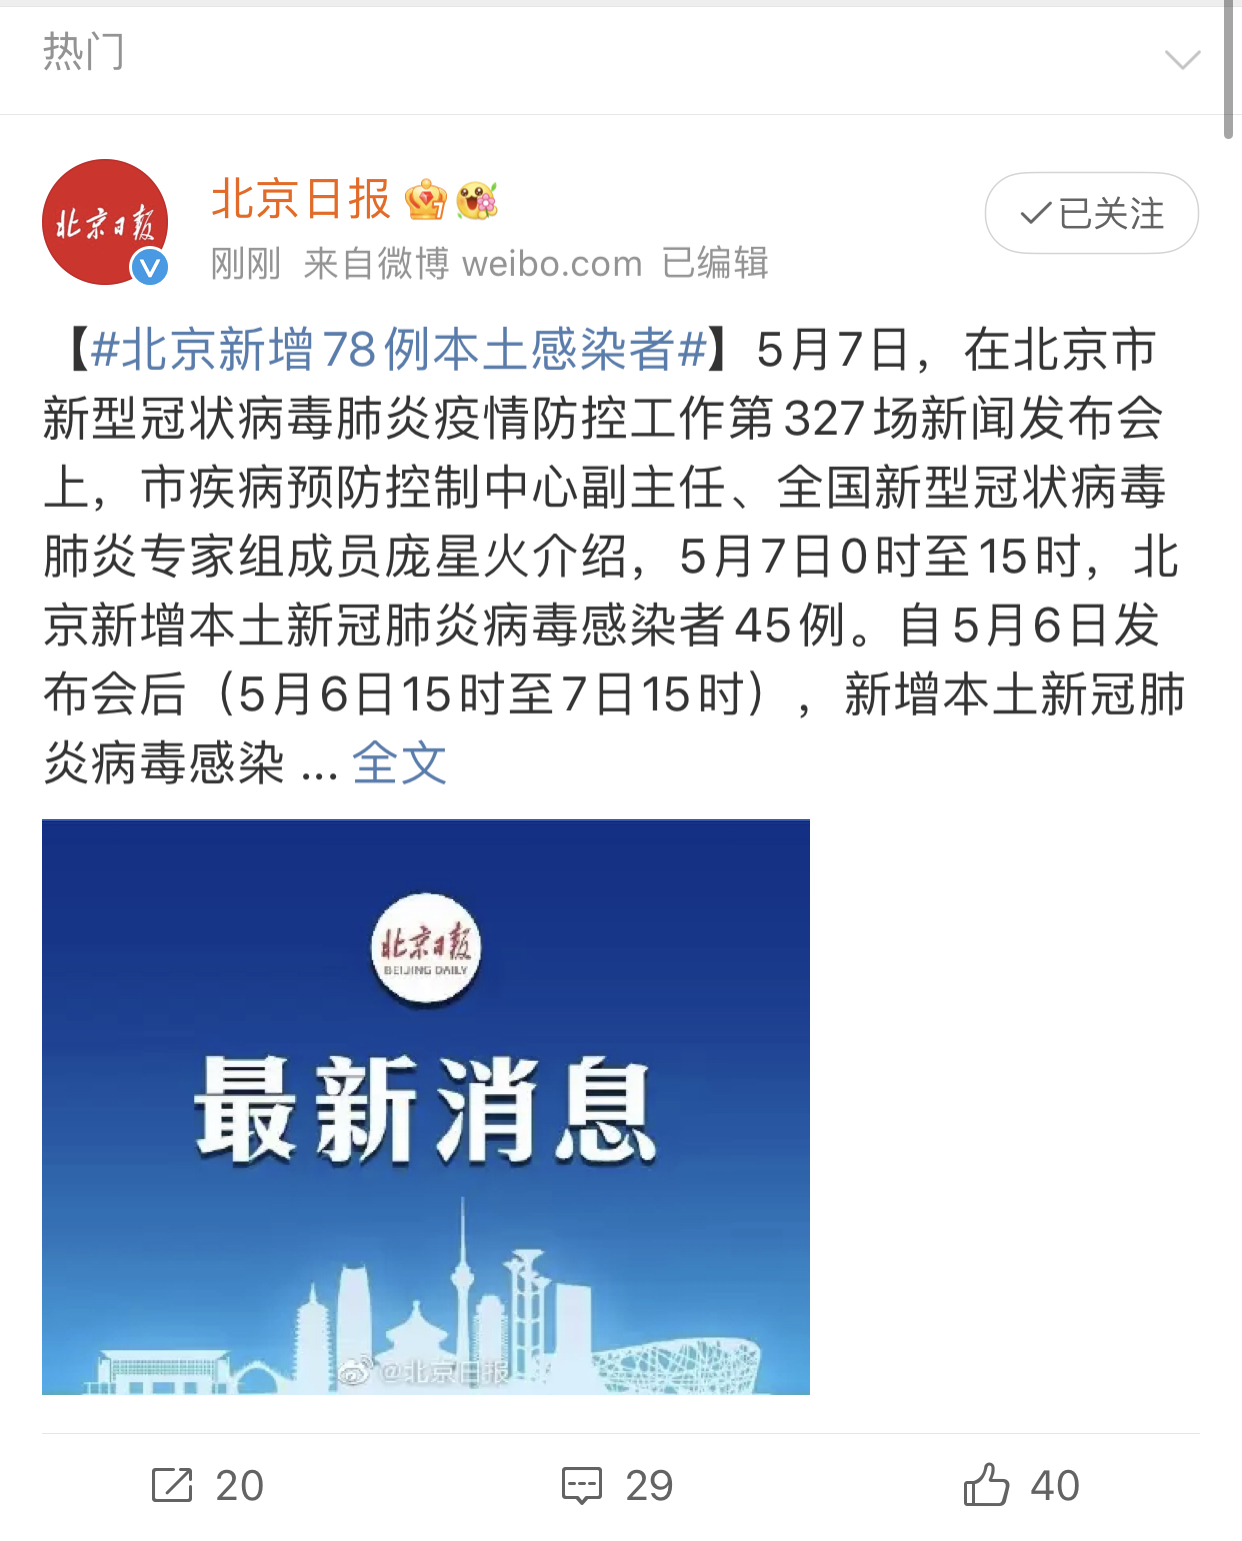 热门
北京日报
北京日报
刚刚 来自微博 weibo.com 已编辑
已关注
【#北京新增78例本土感染者#】5月7日，在北京市
新型冠状病毒肺炎疫情防控工作第327场新闻发布会
上，市疾病预防控制中心副主任、全国新型冠状病毒
肺炎专家组成员庞星火介绍，5月7日0时至15时，北
京新增本土新冠肺炎病毒感染者45例。自5月6日发
布会后（5月6日15时至7日15时），新增本土新冠肺
炎病毒感染 ... 全文
北京日报
BEIJING DAILY
最新消息
@北京日报
20
29
40